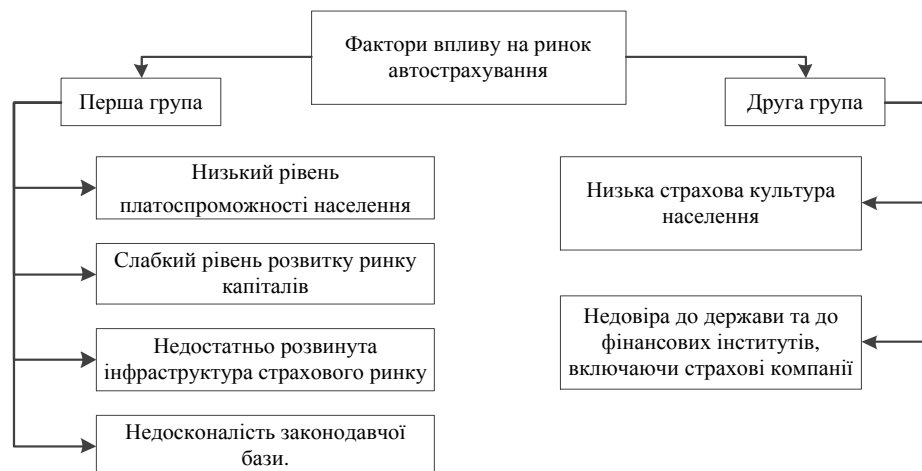 Фактори впливу на ринок
автострахування
Перша група
Друга група
Низький рівень
платоспроможності населення
Слабкий рівень розвитку ринку
капіталів
Недостатньо розвинута
інфраструктура страхового ринку
Недосконалість законодавчої
бази.
Низька страхова культура
населення
Недовіра до держави та до
фінансових інститутів,
включаючи страхові компанії